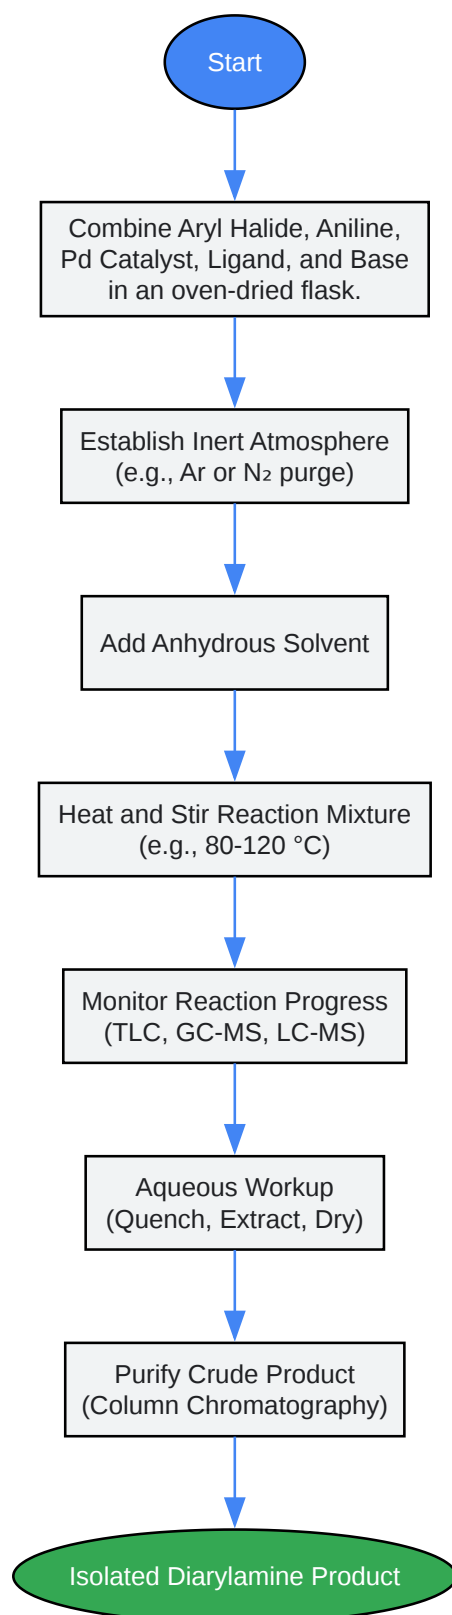 Start
Combine Aryl Halide, Aniline,
Pd Catalyst, Ligand, and Base
in an oven-dried flask.
Establish Inert Atmosphere
(e.g., Ar or N₂ purge)
Add Anhydrous Solvent
Heat and Stir Reaction Mixture
(e.g., 80-120 °C)
Monitor Reaction Progress
(TLC, GC-MS, LC-MS)
Aqueous Workup
(Quench, Extract, Dry)
Purify Crude Product
(Column Chromatography)
Isolated Diarylamine Product